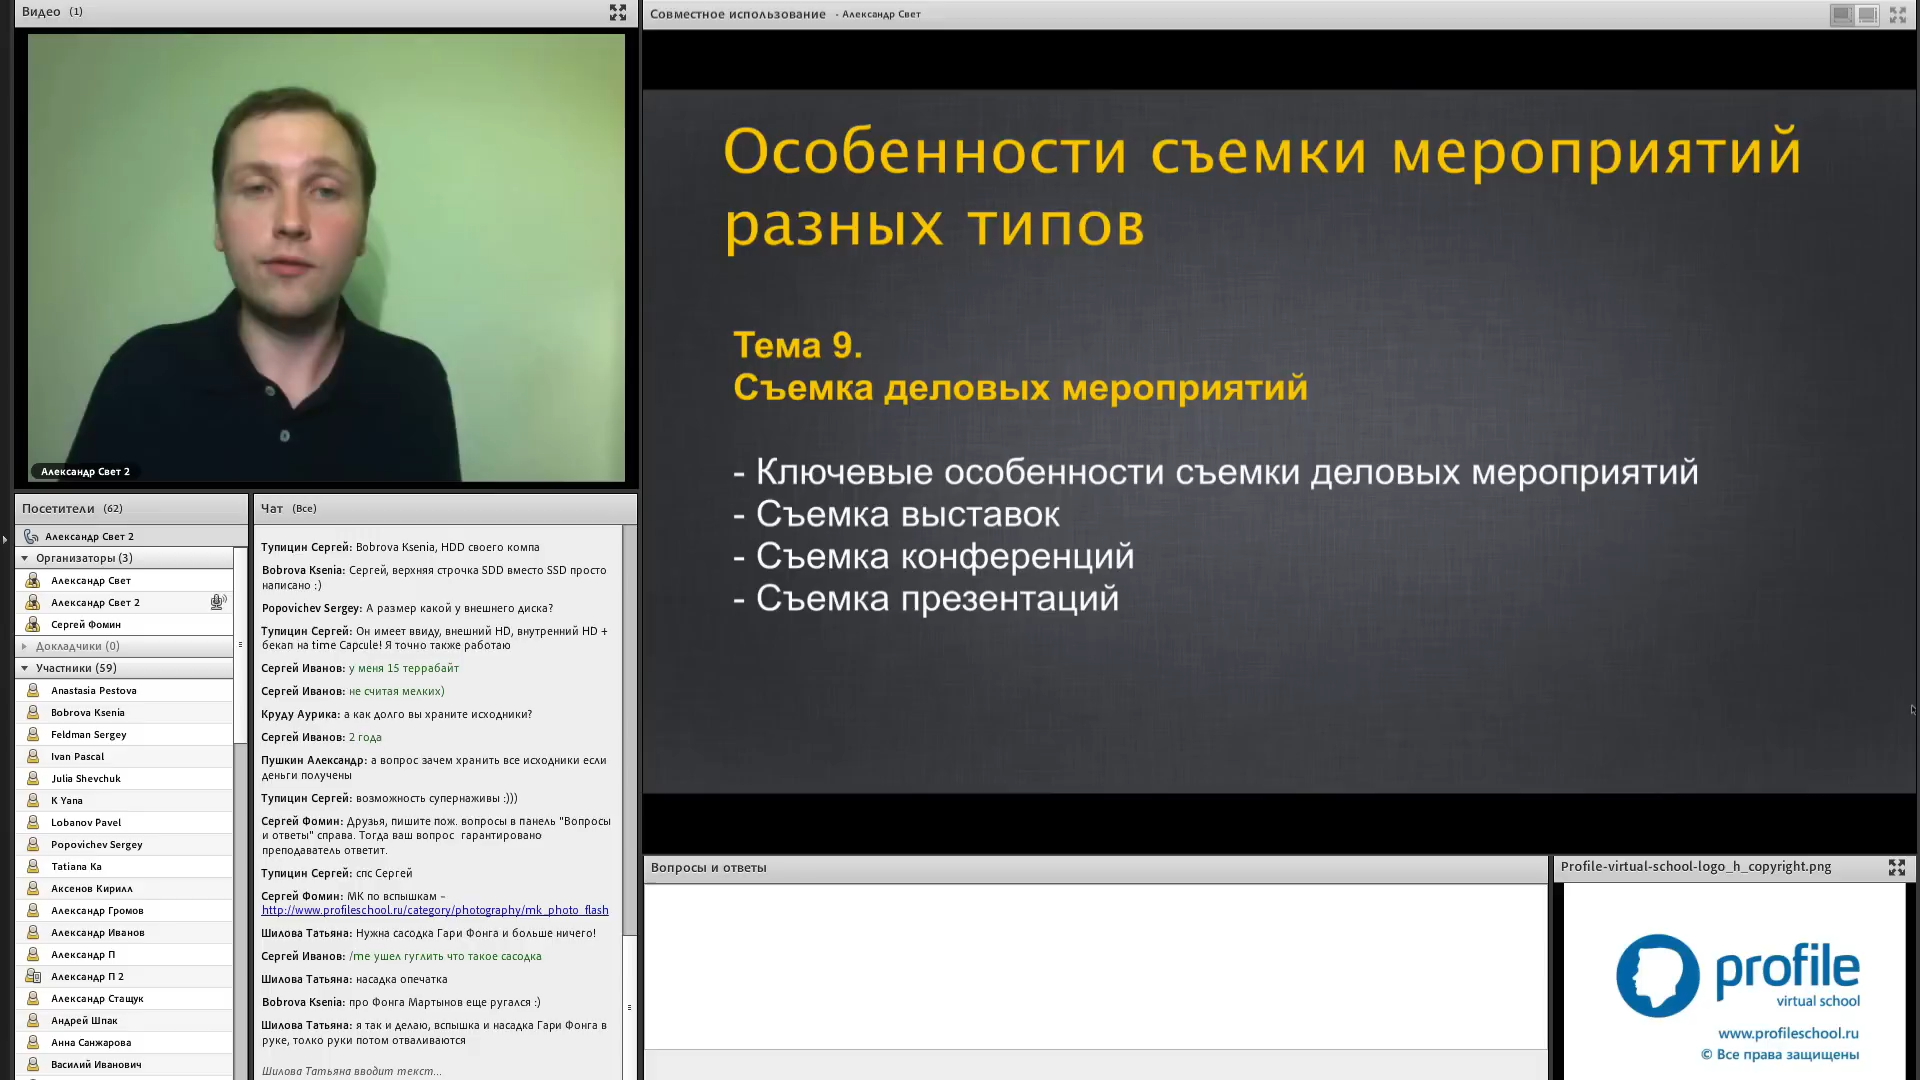 Видео (1)
Александр Свет 2
Посетители (62)
Александр Свет 2
Организаторы (3)
Александр Свет
Александр Свет 2
Сергей Фомин
Докладчики (0)
Участники (59)
Anastasia Pestova
Bobrova Ksenia
Feldman Sergey
Ivan Pascal
Julia Shevchuk
K Yana
Lobanov Pavel
Popovichev Sergey
Tatiana Ka
Аксенов Кирилл
Александр Громов
Александр Иванов
Александр П
Александр П 2
Александр Стащук
Андрей Шпак
Анна Санжарова
Василий Иванович
Чат (Все)
Тупицин Сергей: Bobrova Ksenia, HDD своего компа
Bobrova Ksenia: Сергей, верхняя строчка SDD вместо SSD просто
написано :)
Popovichev Sergey: А размер какой у внешнего диска?
Тупицин Сергей: Он имеет ввиду, внешний HD, внутренний HD +
бекап на time Capcule! Я точно также работаю
Сергей Иванов: у меня 15 террабайт
Сергей Иванов: не считая мелких)
Круду Аурика: а как долго вы храните исходники?
Сергей Иванов: 2 года
Пушкин Александр: а вопрос зачем хранить все исходники если
деньги получены
Тупицин Сергей: возможность супернаживы :)))
Сергей Фомин: Друзья, пишите пож. вопросы в панель "Вопросы
и ответы" справа. Тогда ваш вопрос гарантировано
преподаватель ответит.
Тупицин Сергей: спс Сергей
Сергей Фомин: МК по вспышкам -
http://www.profileschool.ru/category/photography/mk_photo_flash
Шилова Татьяна: Нужна сасодка Гари Фонга и больше ничего!
Сергей Иванов: /me ушел гуглить что такое сасодка
Шилова Татьяна: насадка опечатка
Bobrova Ksenia: про Фонга Мартынов еще ругался :)
Шилова Татьяна: я так и делаю, вспышка и насадка Гари Фонга в
руке, толко руки потом отваливаются
Шилова Татьяна вводит текст...
Совместное использование - Александр Свет
Особенности съемки мероприятий
разных типов
Тема 9.
Съемка деловых мероприятий
- Ключевые особенности съемки деловых мероприятий
- Съемка выставок
- Съемка конференций
- Съемка презентаций
Вопросы и ответы
Profile-virtual-school-logo_h_copyright.png
profile
virtual school
www.profileschool.ru
© Все права защищены